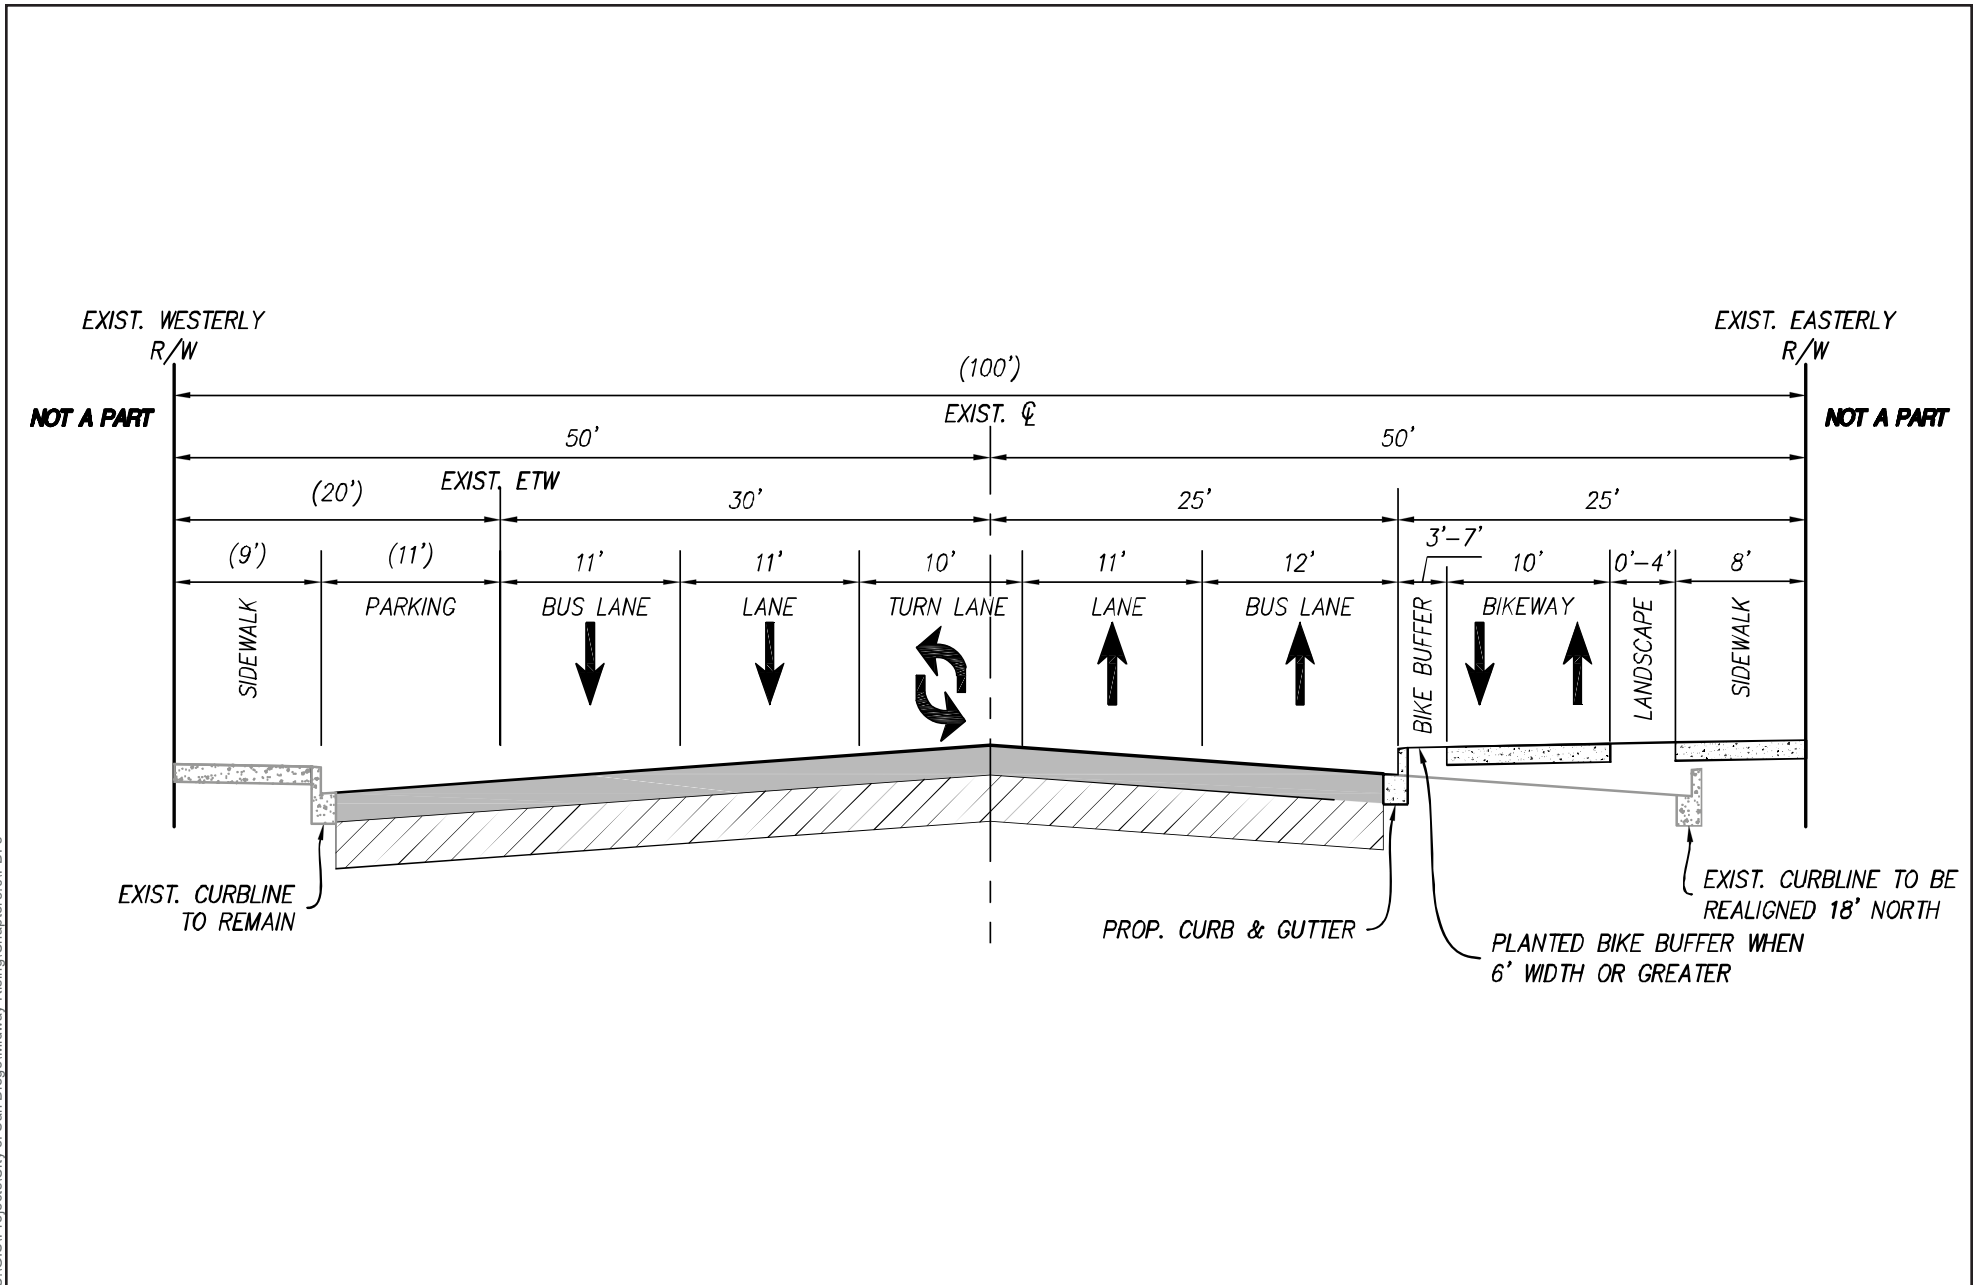 EXIST. WESTERLY
R/W
EXIST. EASTERLY
R/W
(100')
NOT A PART
EXIST. ℄
NOT A PART
50'
50'
EXIST. ETW
(20')
30'
25'
25'
3'-7'
(9')
(11')
11'
11'
10'
11'
12'
10'
0'-4'
8'
SIDEWALK
PARKING
BUS LANE
LANE
TURN LANE
LANE
BUS LANE
BIKE BUFFER
BIKEWAY
LANDSCAPE
SIDEWALK
EXIST. CURBLINE
TO REMAIN
PROP. CURB & GUTTER
PLANTED BIKE BUFFER WHEN
6' WIDTH OR GREATER
EXIST. CURBLINE TO BE
REALIGNED 18' NORTH